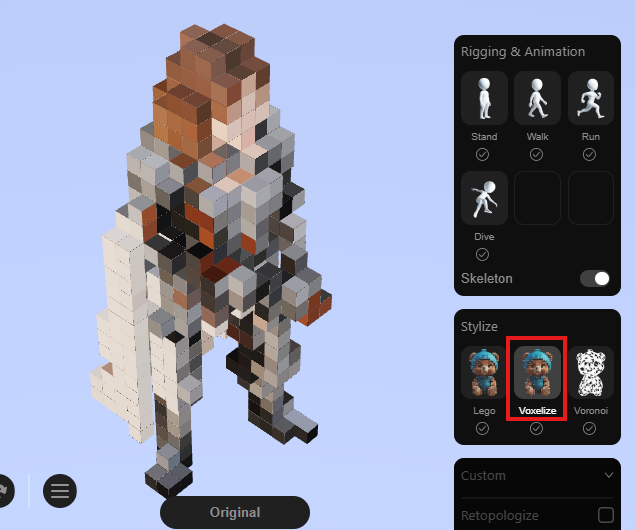 Rigging & Animation
Stand Walk Run
Dive
Skeleton
Stylize
Lego Voxelize Voronoi
Custom
Retopologize
Original